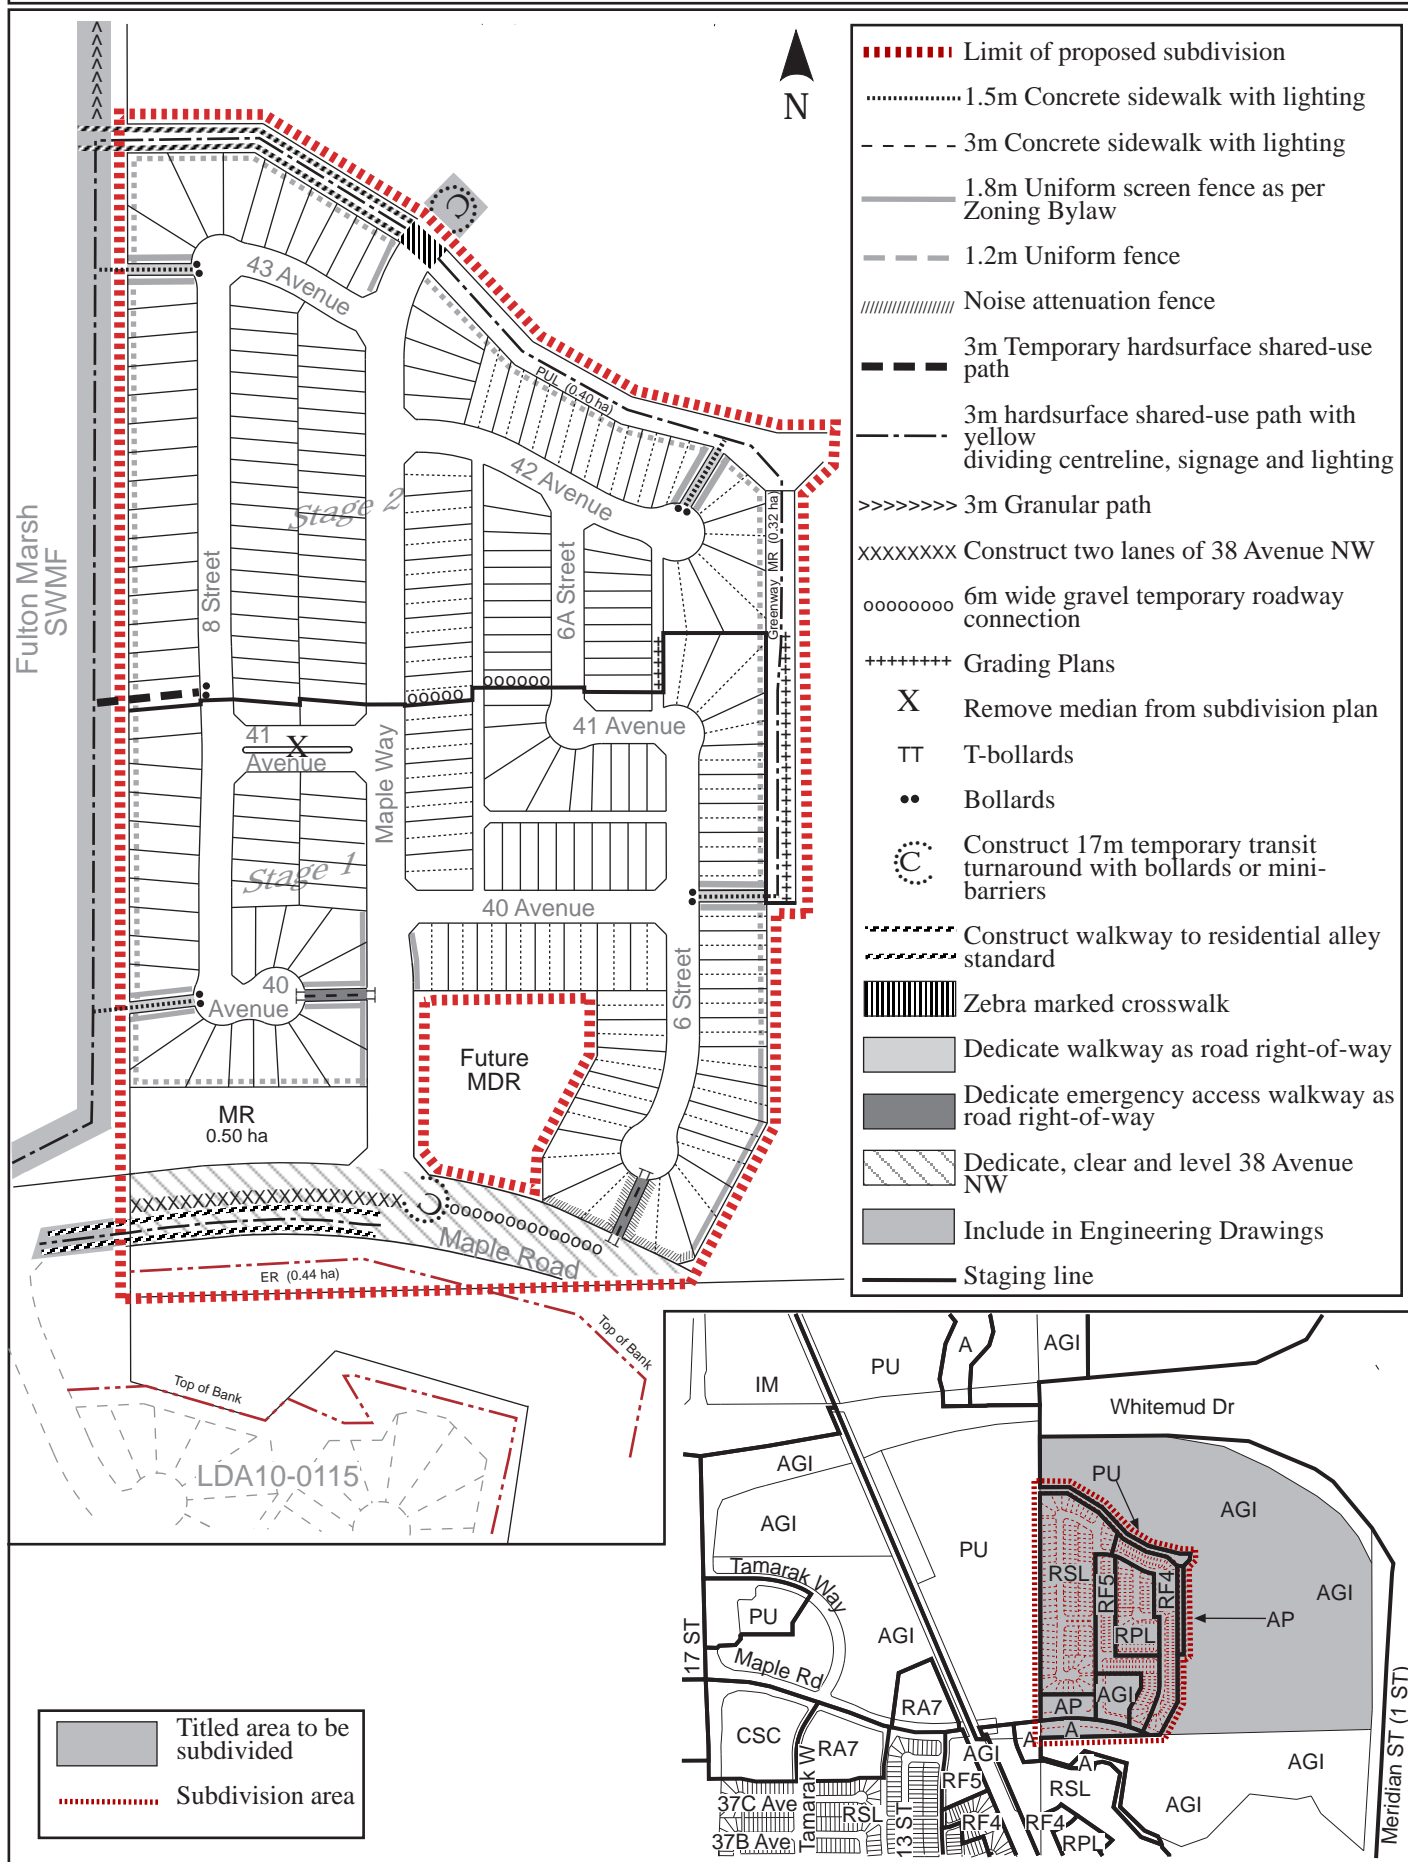 N
Limit of proposed subdivision
1.5m Concrete sidewalk with lighting
3m Concrete sidewalk with lighting
1.8m Uniform screen fence as per
Zoning Bylaw
1.2m Uniform fence
Noise attenuation fence
3m Temporary hardsurface shared-use
path
3m hardsurface shared-use path with
yellow
dividing centreline, signage and lighting
>>>>>>>> 3m Granular path
XXXXXXXX Construct two lanes of 38 Avenue NW
oooooooo 6m wide gravel temporary roadway
connection
++++++++ Grading Plans
X Remove median from subdivision plan
TT T-bollards
Bollards
C Construct 17m temporary transit
turnaround with bollards or mini-
barriers
Construct walkway to residential alley
standard
Zebra marked crosswalk
Dedicate walkway as road right-of-way
Dedicate emergency access walkway as
road right-of-way
Dedicate, clear and level 38 Avenue
NW
Include in Engineering Drawings
Staging line
C
43 Avenue
PUL (0.40 ha)
42 Avenue
Stage 2
Greenway MR (0.32 ha)
Fulton Marsh
SWMF
8 Street
6A Street
oooooo
ooooo
41
Avenue
X
Maple Way
41 Avenue
Stage 1
40 Avenue
40
Avenue
6 Street
Future
MDR
MR
0.50 ha
XXXXXXXXXXXXXXXXXXXX
C
ooooooooooooo
Maple Road
ER (0.44 ha)
Top of Bank
Top of Bank
LDA10-0115
Titled area to be
subdivided
Subdivision area
A
AGI
PU
IM
Whitemud Dr
AGI
PU
AGI
AGI
PU
Tamarak Way
RSL
RF5
RF4
AGI
PU
AGI
AP
RPL
17 ST
Maple Rd
AGI
AP
RA7
A
CSC
RA7
AGI
A
A
AGI
RSL
RF5
AGI
37C Ave
RSL
37B Ave
Tamarak W
13 ST
RF4
RF4
RPL
Meridian ST (1 ST)